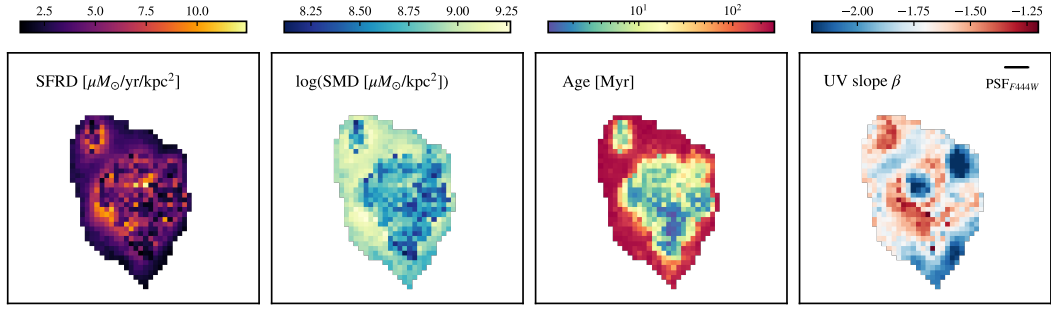 2.5 5.0 7.5 10.0
8.25 8.50 8.75 9.00 9.25
10¹ 10²
−2.00 −1.75 −1.50 −1.25
SFRD [μM⊙/yr/kpc²]
log(SMD [μM⊙/kpc²])
Age [Myr]
UV slope β
PSF_F444W